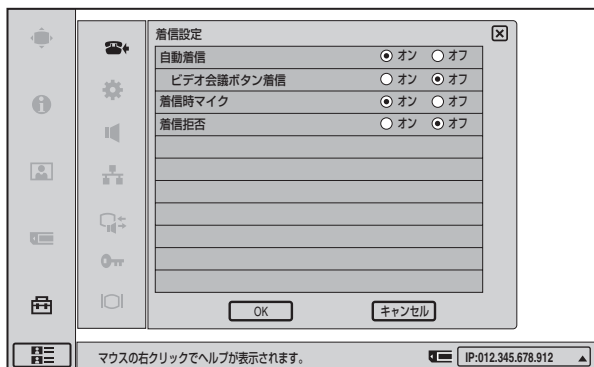 着信設定
自動着信 オン オフ
ビデオ会議ボタン着信 オン オフ
着信時マイク オン オフ
着信拒否 オン オフ
OK キャンセル
マウスの右クリックでヘルプが表示されます。 IP:012.345.678.912